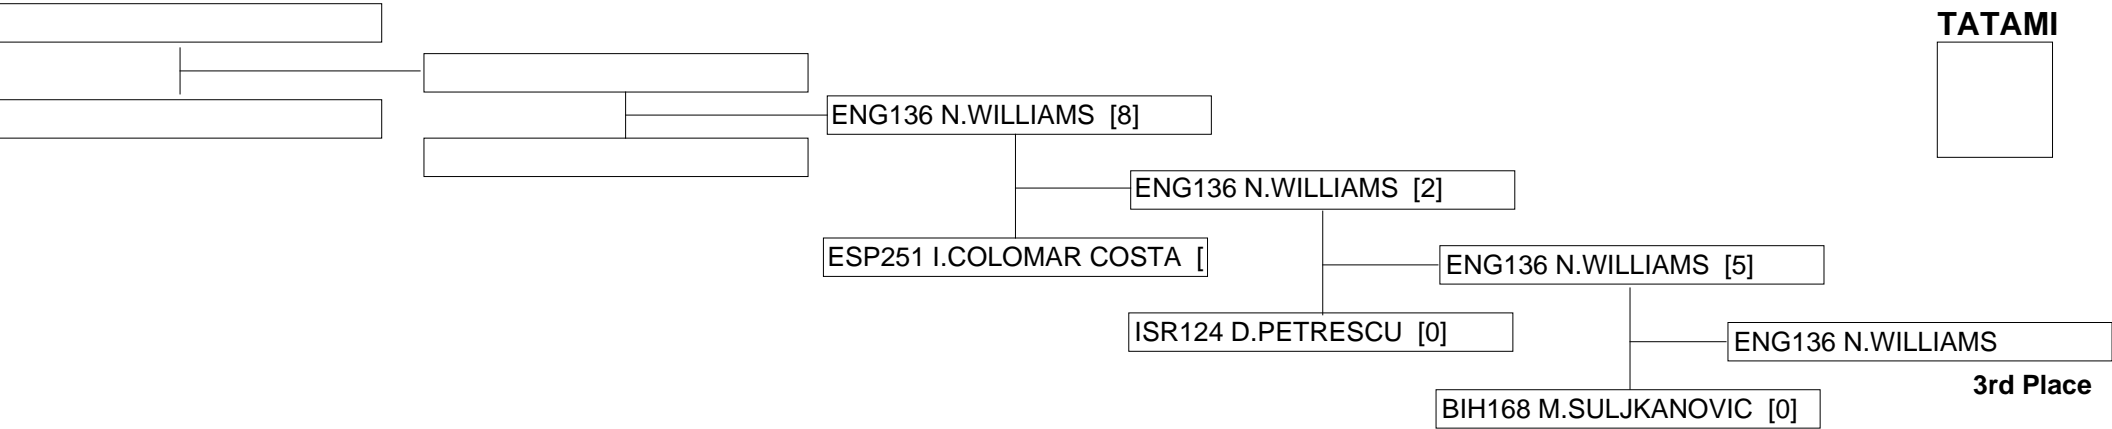 TATAMI
ENG136 N.WILLIAMS [8]
ENG136 N.WILLIAMS [2]
ESP251 I.COLOMAR COSTA [
ENG136 N.WILLIAMS [5]
ISR124 D.PETRESCU [0]
ENG136 N.WILLIAMS
3rd Place
BIH168 M.SULJKANOVIC [0]